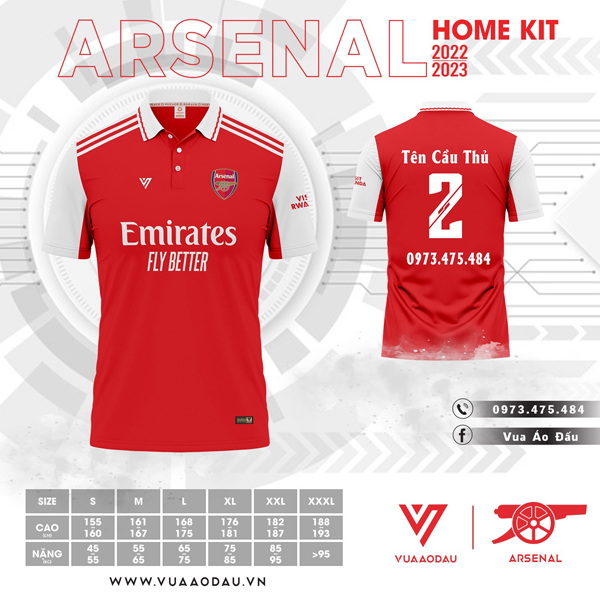 ARSENAL
HOME KIT
2022
2023
Arsenal
Emirates
FLY BETTER
VISIT
RWANDA
Tên Cầu Thủ
2
0973.475.484
0973.475.484
Vua Áo Đấu
SIZE S M L XL XXL XXXL
CAO (CM) 155 - 160 161 - 167 168 - 175 176 - 181 182 - 187 188 - 193
NẶNG (KG) 45 - 55 55 - 65 65 - 75 75 - 85 85 - 95 >95
WWW.VUAAODAU.VN
VUAAODAU
ARSENAL